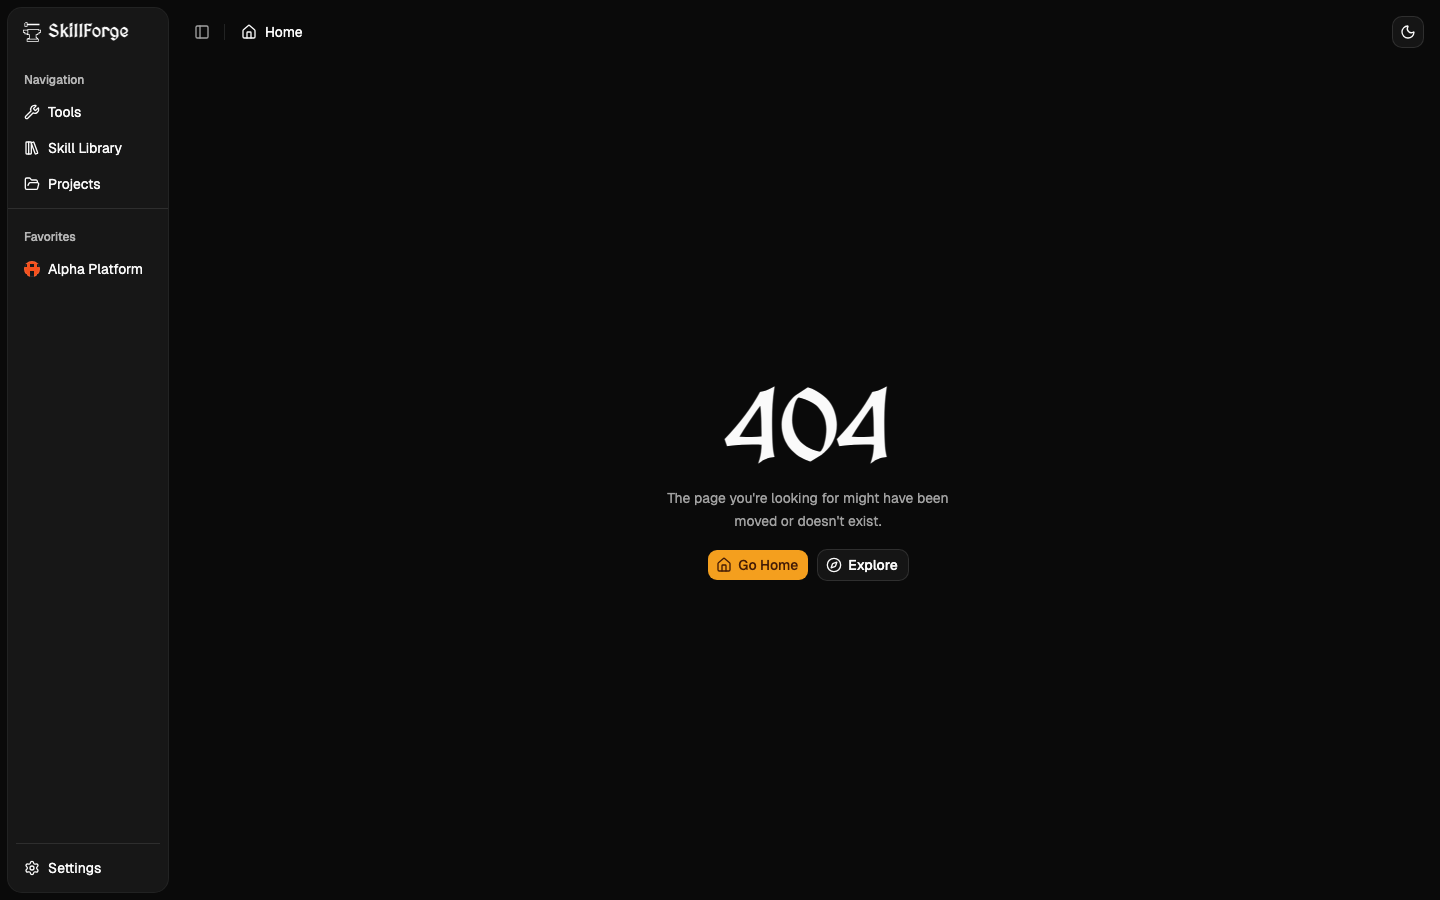 SkillForge
Navigation
Tools
Skill Library
Projects
Favorites
Alpha Platform
Settings
Home
404
The page you're looking for might have been
moved or doesn't exist.
Go Home
Explore